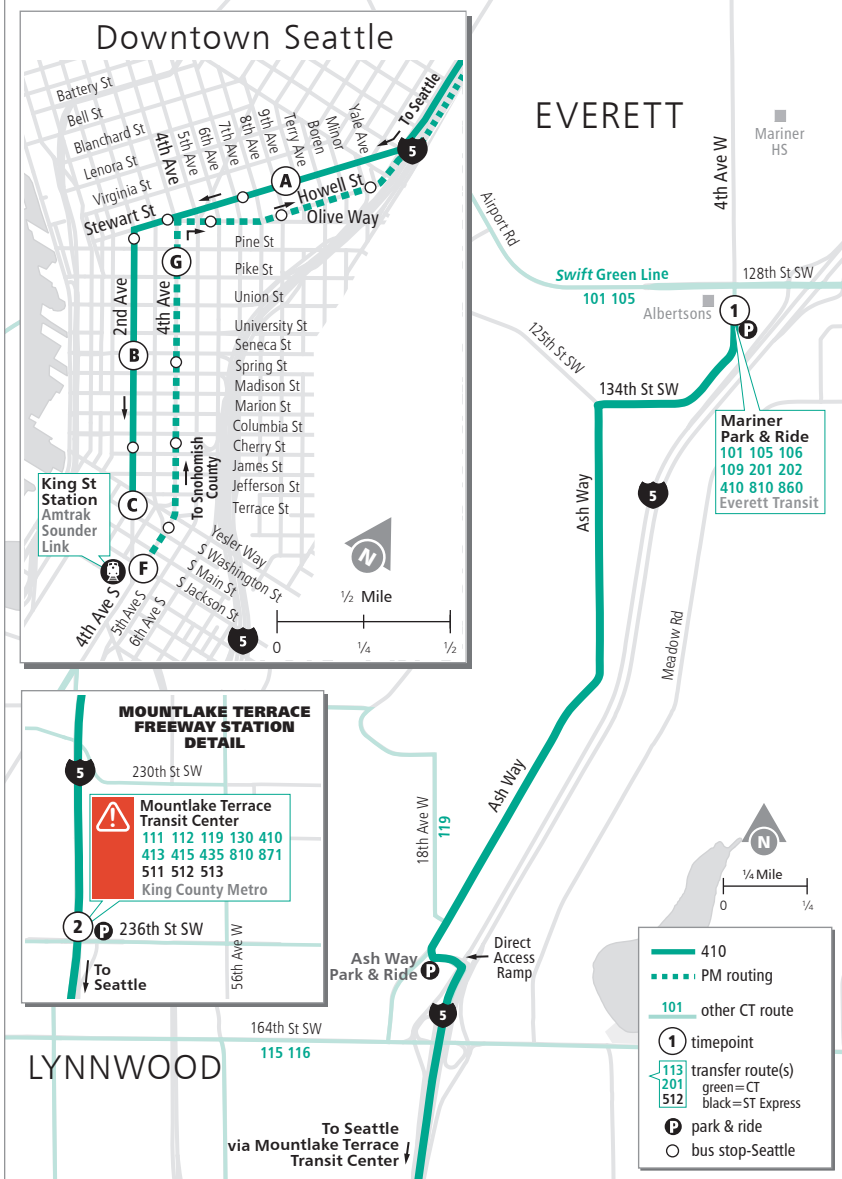 Downtown Seattle
Battery St
Bell St
Blanchard St
Lenora St
Virginia St
Stewart St
4th Ave
5th Ave
6th Ave
7th Ave
8th Ave
9th Ave
Terry Ave
Boren
Minor
Yale Ave
To Seattle
5
A
Howell St
Olive Way
G
2nd Ave
4th Ave
B
C
F
Pine St
Pike St
Union St
University St
Seneca St
Spring St
Madison St
Marion St
Columbia St
Cherry St
James St
Jefferson St
Terrace St
To Snohomish
County
King St
Station
Amtrak
Sounder
Link
Yesler Way
S Washington St
S Main St
S Jackson St
4th Ave S
5th Ave S
6th Ave S
5
N
½ Mile
0
¼
½
EVERETT
Mariner
HS
4th Ave W
Airport Rd
Swift Green Line
128th St SW
101 105
Albertsons
1
P
125th St SW
134th St SW
Mariner
Park & Ride
101 105 106
109 201 202
410 810 860
Everett Transit
5
Ash Way
Meadow Rd
MOUNTLAKE TERRACE
FREEWAY STATION
DETAIL
5
230th St SW
Mountlake Terrace
Transit Center
111 112 119 130 410
413 415 435 810 871
511 512 513
King County Metro
2
P
236th St SW
To
Seattle
56th Ave W
18th Ave W
119
Ash Way
N
¼ Mile
0
¼
Ash Way
Park & Ride
P
Direct
Access
Ramp
5
164th St SW
115 116
LYNNWOOD
To Seattle
via Mountlake Terrace
Transit Center
410
PM routing
101 other CT route
1 timepoint
113 transfer route(s)
201 green=CT
512 black=ST Express
P park & ride
bus stop-Seattle